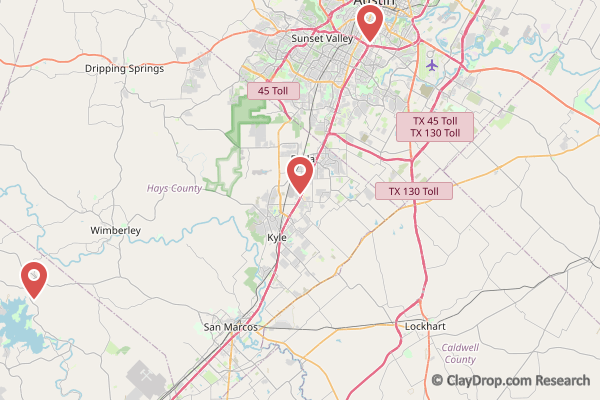 Austin
Sunset Valley
Dripping Springs
45 Toll
TX 45 Toll
TX 130 Toll
Hays County
TX 130 Toll
Wimberley
Kyle
San Marcos
Lockhart
Caldwell
County
© ClayDrop.com Research